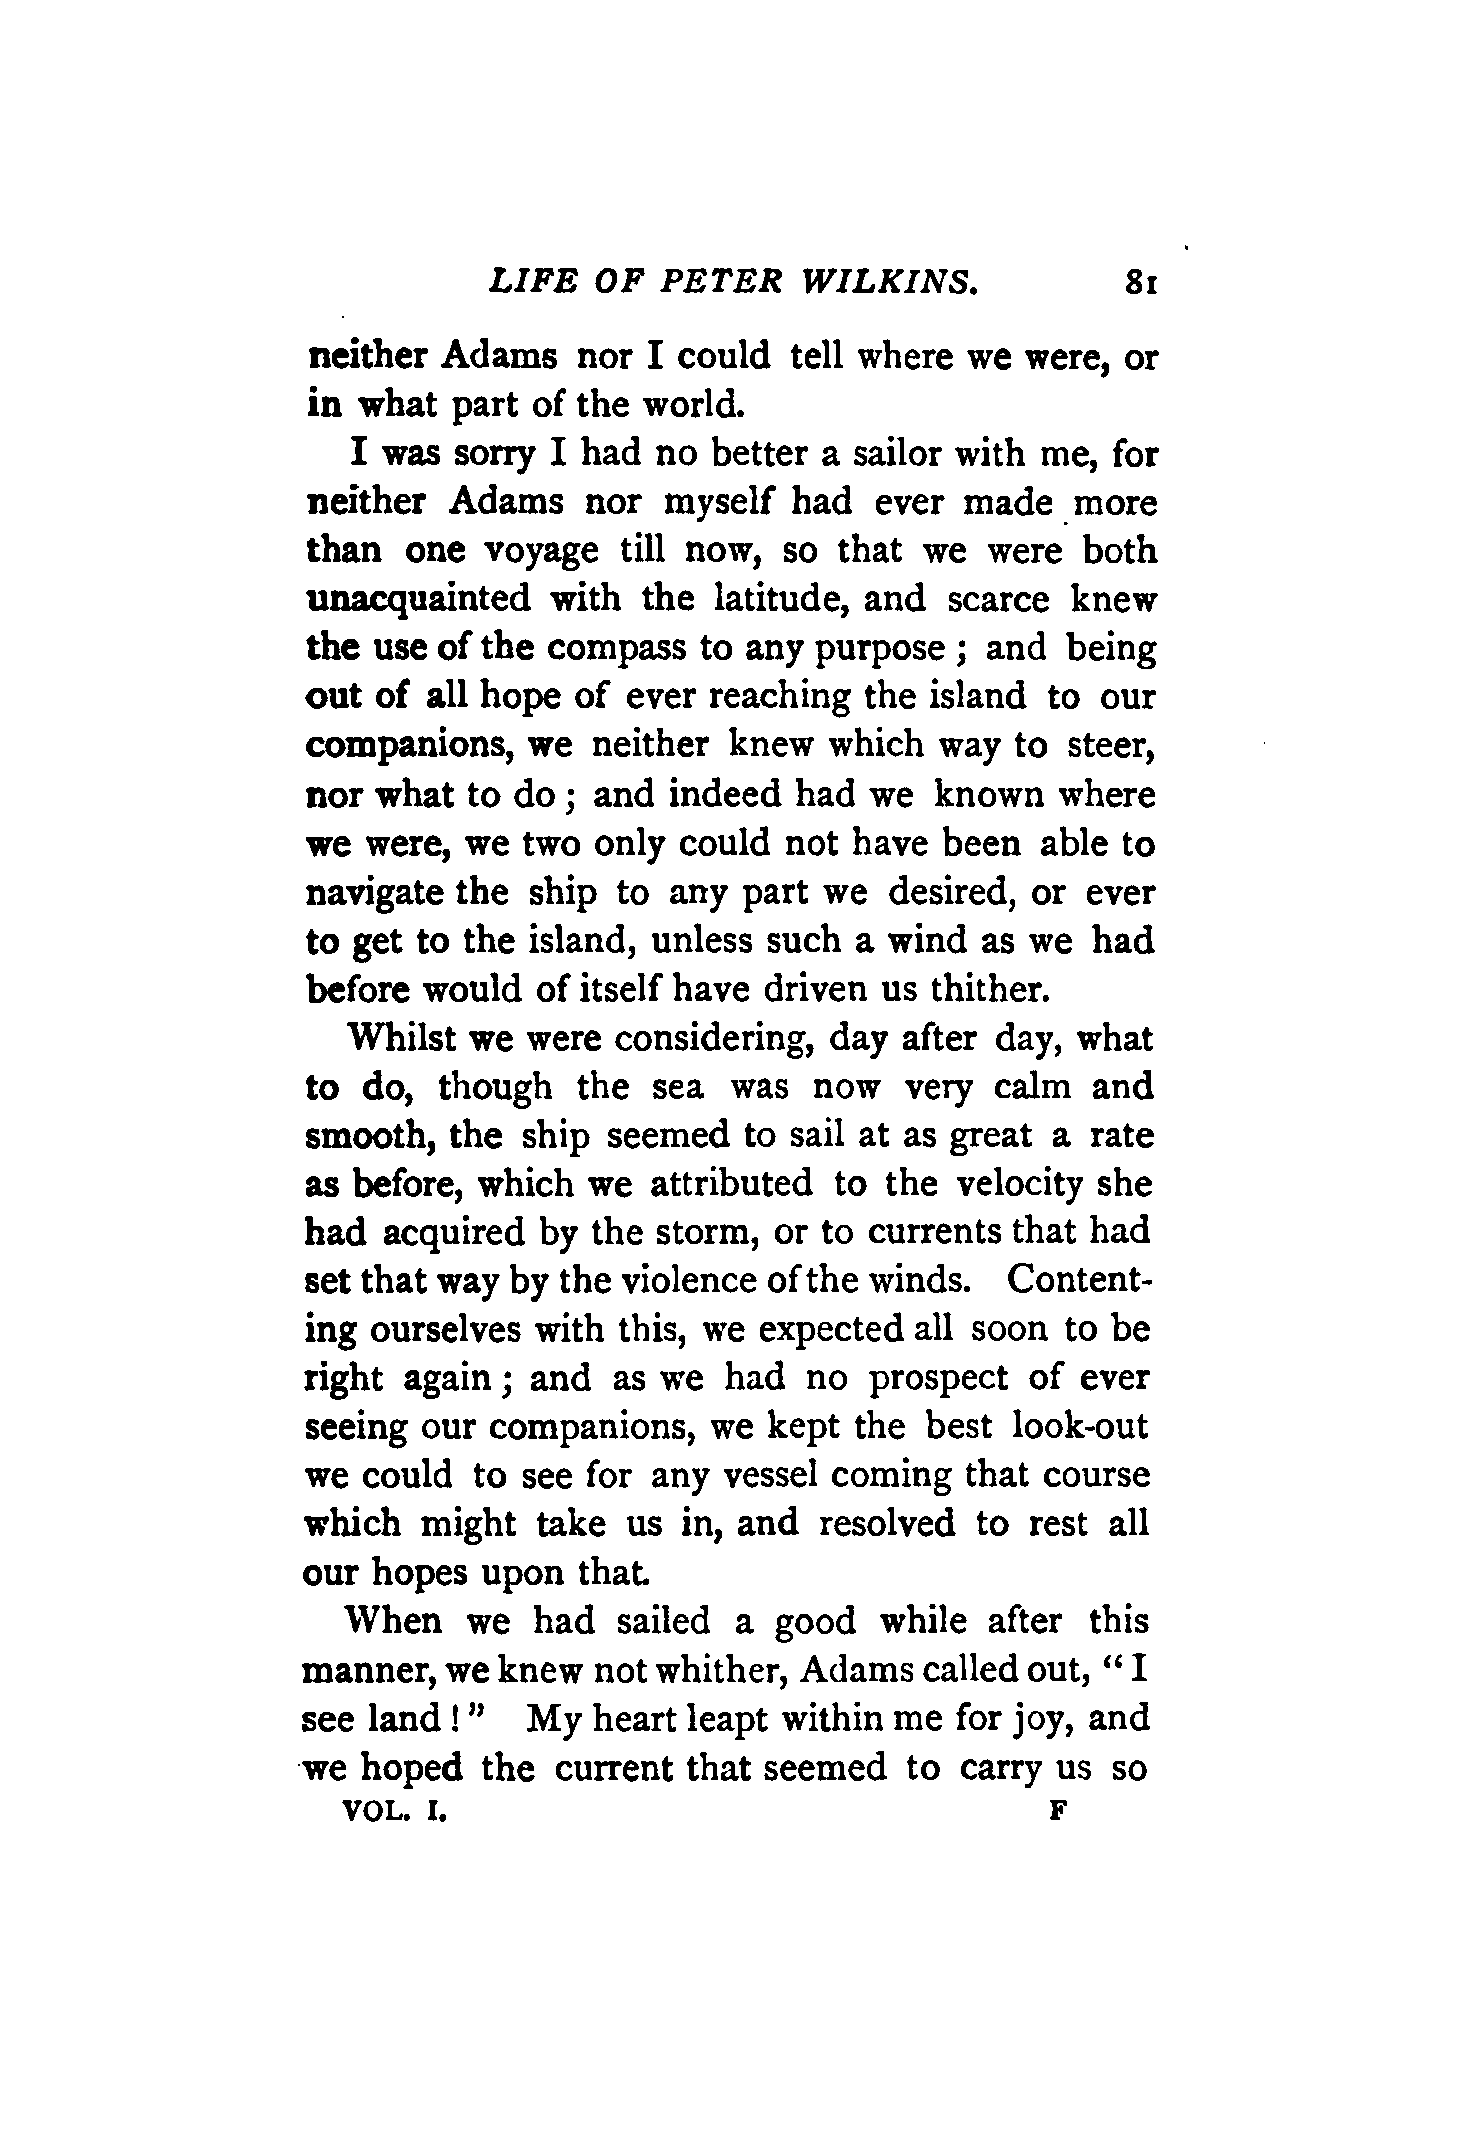 LIFE OF PETER WILKINS. 81
neither Adams nor I could tell where we were, or
in what part of the world.
I was sorry I had no better a sailor with me, for
neither Adams nor myself had ever made more
than one voyage till now, so that we were both
unacquainted with the latitude, and scarce knew
the use of the compass to any purpose ; and being
out of all hope of ever reaching the island to our
companions, we neither knew which way to steer,
nor what to do ; and indeed had we known where
we were, we two only could not have been able to
navigate the ship to any part we desired, or ever
to get to the island, unless such a wind as we had
before would of itself have driven us thither.
Whilst we were considering, day after day, what
to do, though the sea was now very calm and
smooth, the ship seemed to sail at as great a rate
as before, which we attributed to the velocity she
had acquired by the storm, or to currents that had
set that way by the violence of the winds. Content-
ing ourselves with this, we expected all soon to be
right again ; and as we had no prospect of ever
seeing our companions, we kept the best look-out
we could to see for any vessel coming that course
which might take us in, and resolved to rest all
our hopes upon that.
When we had sailed a good while after this
manner, we knew not whither, Adams called out, “ I
see land ! ” My heart leapt within me for joy, and
we hoped the current that seemed to carry us so
VOL. I. F